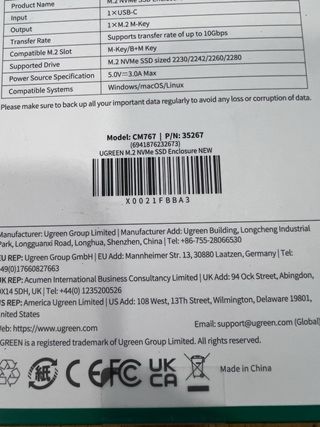 Product Name M.2 NVMe SSD Enclosure
Input 1×USB-C
Output 1×M.2 M-Key
Transfer Rate Supports transfer rate of up to 10Gbps
Compatible M.2 Slot M-Key/B+M Key
Supported Drive M.2 NVMe SSD sized 2230/2242/2260/2280
Power Source Specification 5.0V⎓3.0A Max
Compatible Systems Windows/macOS/Linux
Please make sure to back up all your important data regularly to avoid any loss or corruption of data.
Model: CM767 | P/N: 35267
(6941876232673)
UGREEN M.2 NVMe SSD Enclosure NEW
X0021FBBA3
Manufacturer: Ugreen Group Limited | Manufacturer Add: Ugreen Building, Longcheng Industrial
Park, Longguanxi Road, Longhua, Shenzhen, China | Tel: +86-755-28066530
EU REP: Ugreen Group GmbH | EU Add: Mannheimer Str. 13, 30880 Laatzen, Germany | Tel:
+49(0)17660827663
UK REP: Acumen International Business Consultancy Limited | UK Add: 94 Ock Street, Abingdon,
OX14 5DH, UK | Tel: +44(0) 1235200526
US REP: America Ugreen Limited | US Add: 108 West, 13Th Street, Wilmington, Delaware 19801,
United States
Web: https://www.ugreen.com Email: support@ugreen.com (Global)
UGREEN is a registered trademark of Ugreen Group Limited. All rights reserved.
紙 CE FC UK CA Made in China